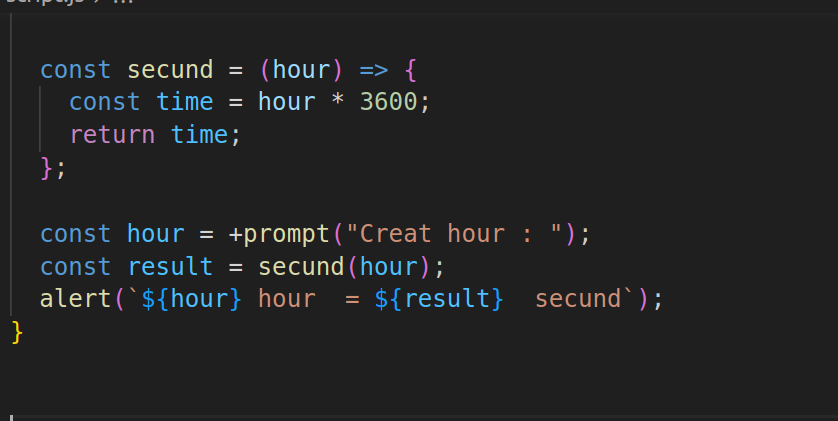 script.js > ...
const secund = (hour) => {
const time = hour * 3600;
return time;
};
const hour = +prompt("Creat hour : ");
const result = secund(hour);
alert(`${hour} hour  = ${result}  secund`);
}